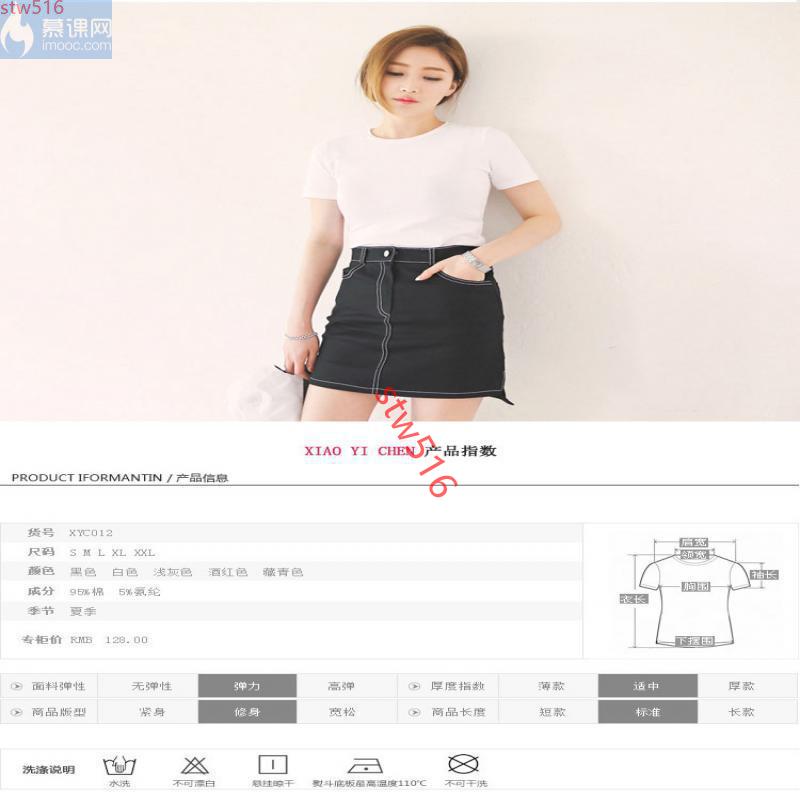 stw516
慕课网
imooc.com
XIAO YI CHEN 产品指数
stw516
PRODUCT IFORMANTIN / 产品信息
货号 XYC012
尺码 S M L XL XXL
颜色 黑色 白色 浅灰色 酒红色 藏青色
成分 95%棉 5%氨纶
季节 夏季
专柜价 RMB 128.00
肩宽
领宽
袖长
胸围
衣长
下摆围
面料弹性 无弹性 弹力 高弹 厚度指数 薄款 适中 厚款
商品版型 紧身 修身 宽松 商品长度 短款 标准 长款
洗涤说明
水洗 不可漂白 悬挂晾干 熨斗底板最高温度110℃ 不可干洗